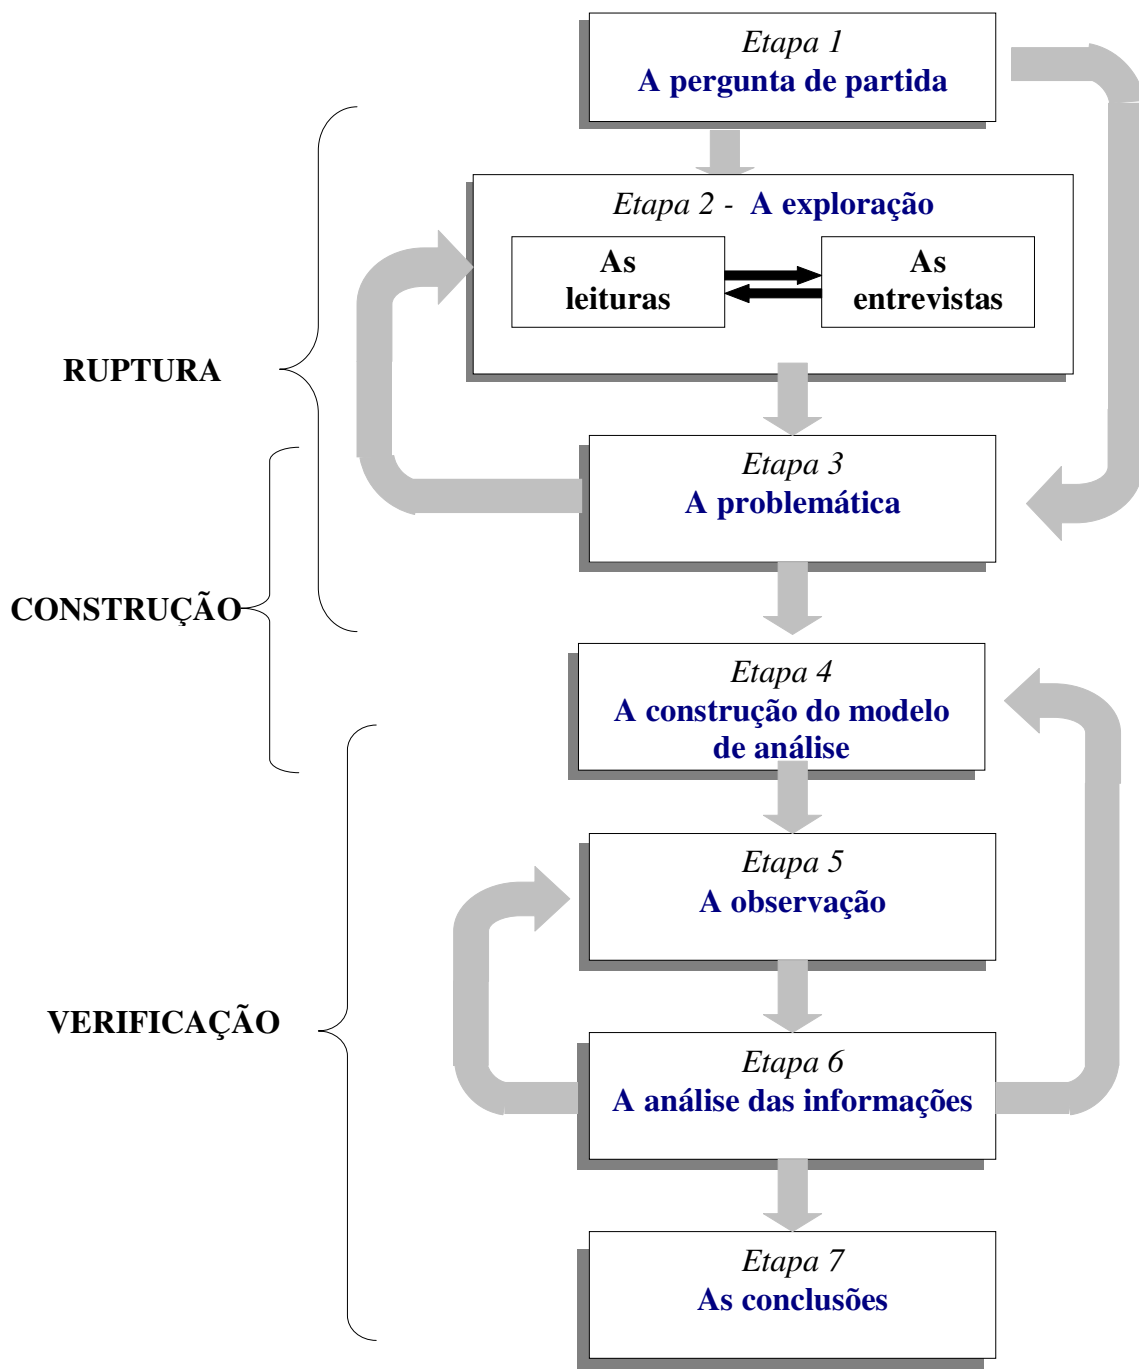 Etapa 1
A pergunta de partida
Etapa 2 - A exploração
As
leituras
As
entrevistas
RUPTURA
Etapa 3
A problemática
CONSTRUÇÃO
Etapa 4
A construção do modelo
de análise
Etapa 5
A observação
VERIFICAÇÃO
Etapa 6
A análise das informações
Etapa 7
As conclusões